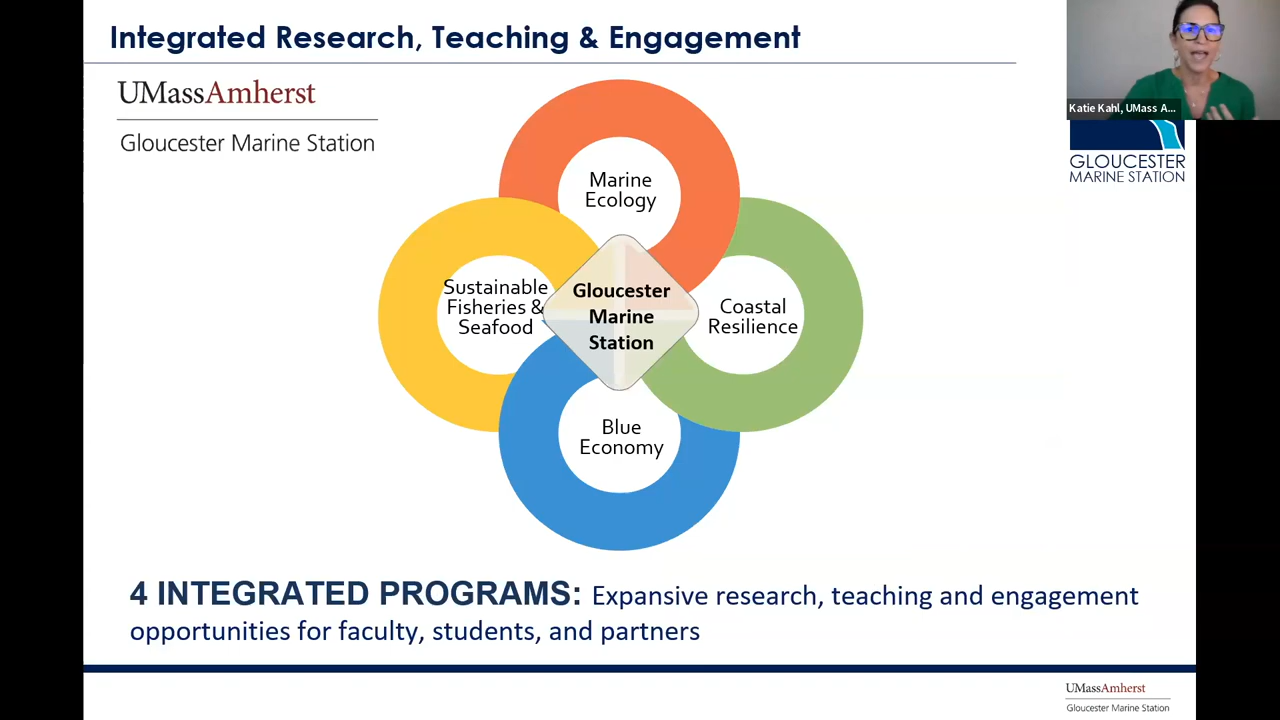 Integrated Research, Teaching & Engagement
UMassAmherst
Gloucester Marine Station
Katie Kahl, UMass A...
GLOUCESTER
MARINE STATION
Marine
Ecology
Sustainable
Fisheries &
Seafood
Gloucester
Marine
Station
Coastal
Resilience
Blue
Economy
4 INTEGRATED PROGRAMS: Expansive research, teaching and engagement
opportunities for faculty, students, and partners
UMassAmherst
Gloucester Marine Station